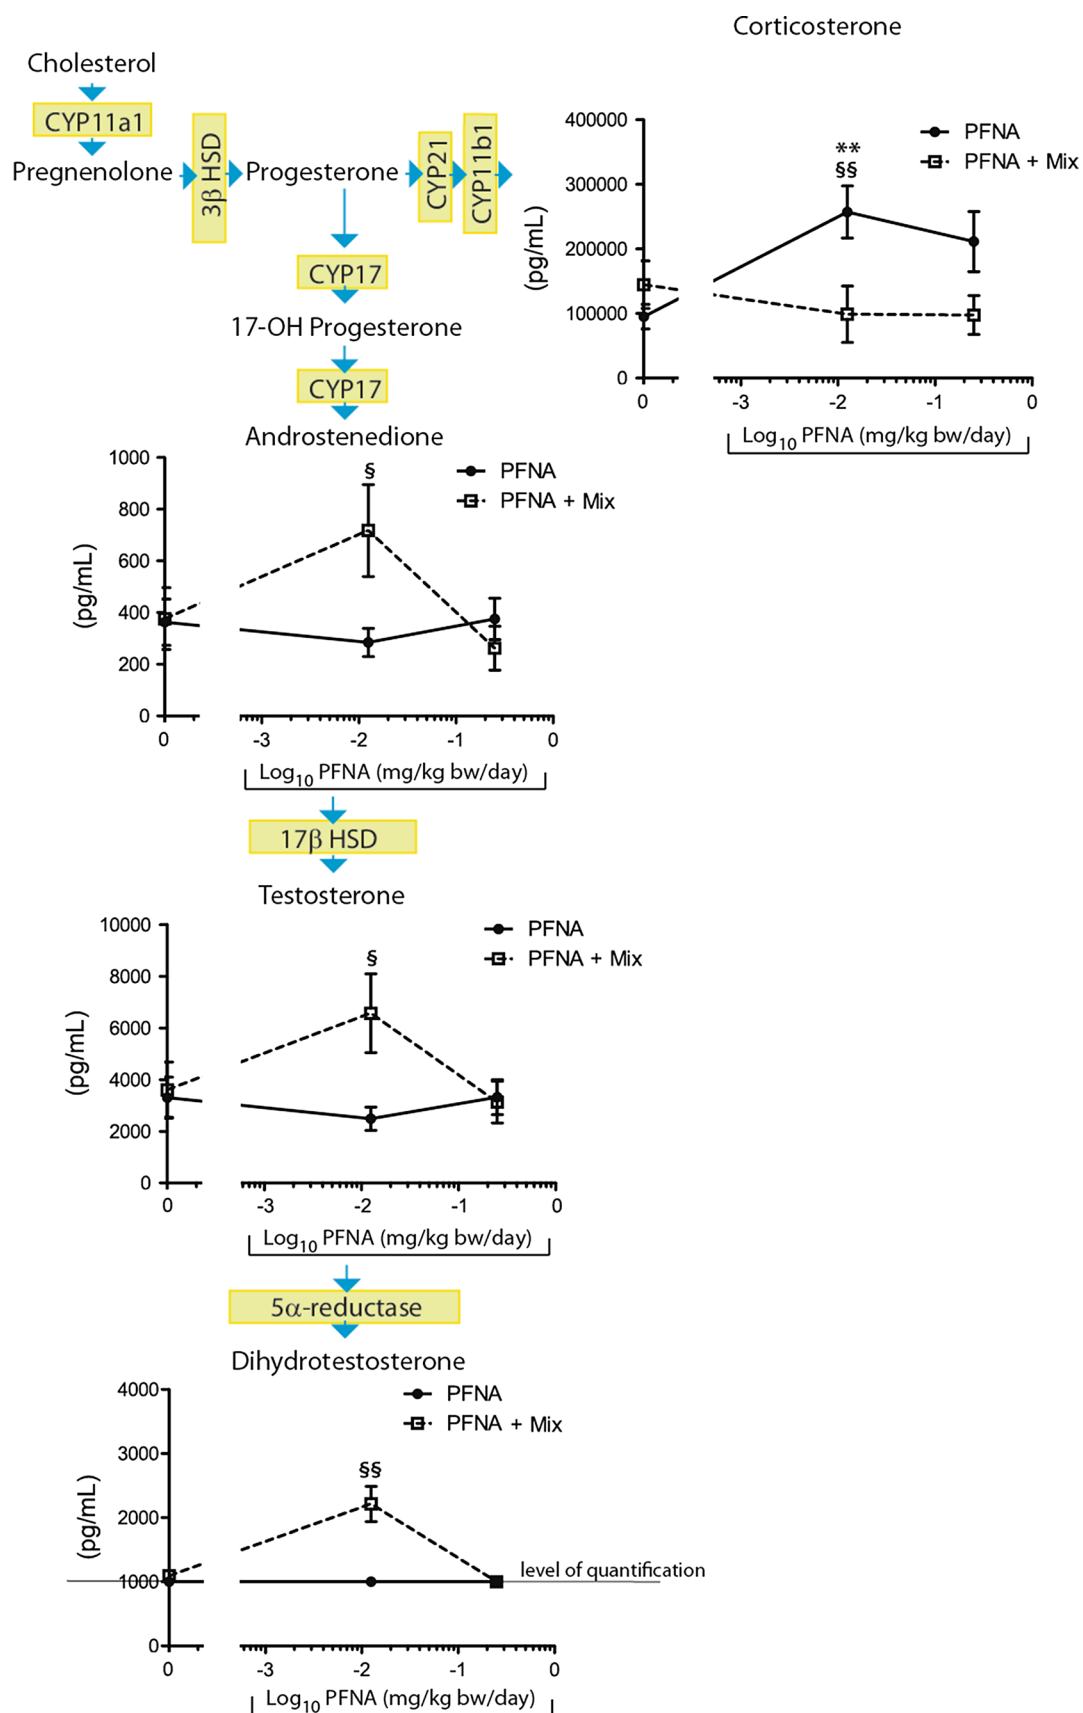 Corticosterone
Cholesterol
CYP11a1
Pregnenolone
3β HSD
Progesterone
CYP21
CYP11b1
CYP17
17-OH Progesterone
CYP17
400000
300000
200000
100000
0
(pg/mL)
**
§§
PFNA
PFNA + Mix
0 -3 -2 -1 0
Log10 PFNA (mg/kg bw/day)
Androstenedione
1000
800
600
400
200
0
(pg/mL)
§
PFNA
PFNA + Mix
0 -3 -2 -1 0
Log10 PFNA (mg/kg bw/day)
17β HSD
Testosterone
10000
8000
6000
4000
2000
0
(pg/mL)
§
PFNA
PFNA + Mix
0 -3 -2 -1 0
Log10 PFNA (mg/kg bw/day)
5α-reductase
Dihydrotestosterone
4000
3000
2000
1000
0
(pg/mL)
§§
PFNA
PFNA + Mix
level of quantification
0 -3 -2 -1 0
Log10 PFNA (mg/kg bw/day)